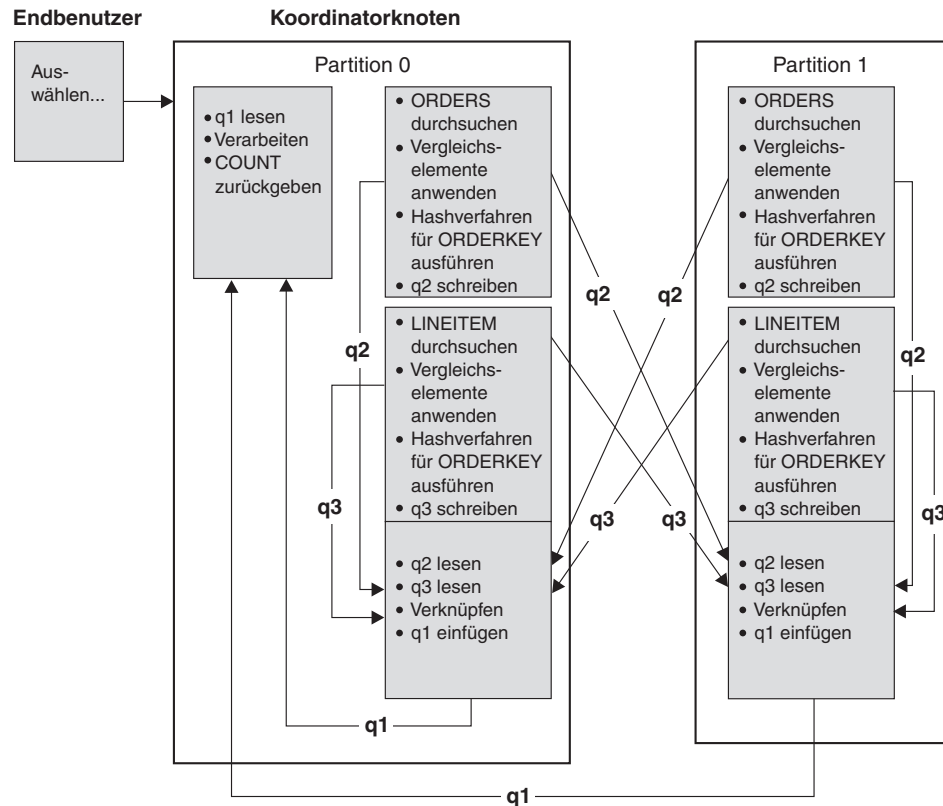 Endbenutzer
Koordinatorknoten
Aus-
wählen...
Partition 0
• q1 lesen
• Verarbeiten
• COUNT
zurückgeben
• ORDERS
durchsuchen
• Vergleichs-
elemente
anwenden
• Hashverfahren
für ORDERKEY
ausführen
• q2 schreiben
• LINEITEM
durchsuchen
• Vergleichs-
elemente
anwenden
• Hashverfahren
für ORDERKEY
ausführen
• q3 schreiben
• q2 lesen
• q3 lesen
• Verknüpfen
• q1 einfügen
q2
q3
q1
q2
q2
q3
q3
Partition 1
• ORDERS
durchsuchen
• Vergleichs-
elemente
anwenden
• Hashverfahren
für ORDERKEY
ausführen
• q2 schreiben
• LINEITEM
durchsuchen
• Vergleichs-
elemente
anwenden
• Hashverfahren
für ORDERKEY
ausführen
• q3 schreiben
• q2 lesen
• q3 lesen
• Verknüpfen
• q1 einfügen
q2
q3
q1